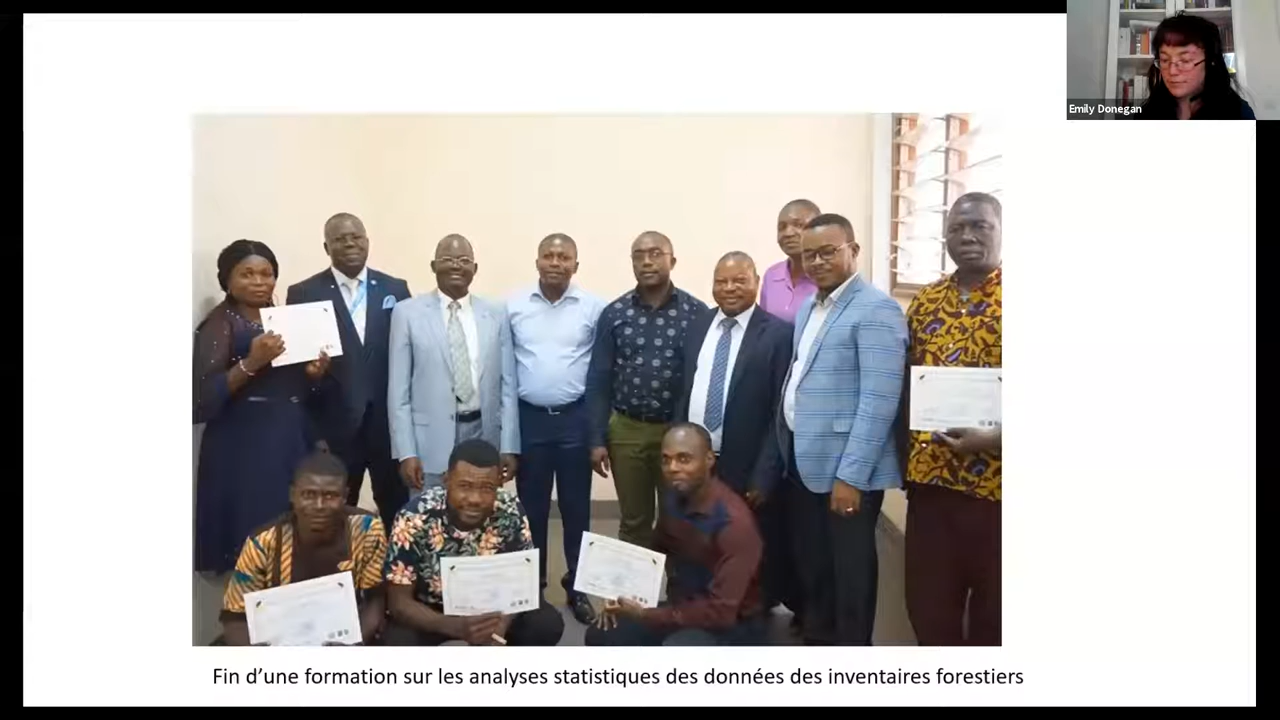 Emily Donegan
Fin d’une formation sur les analyses statistiques des données des inventaires forestiers